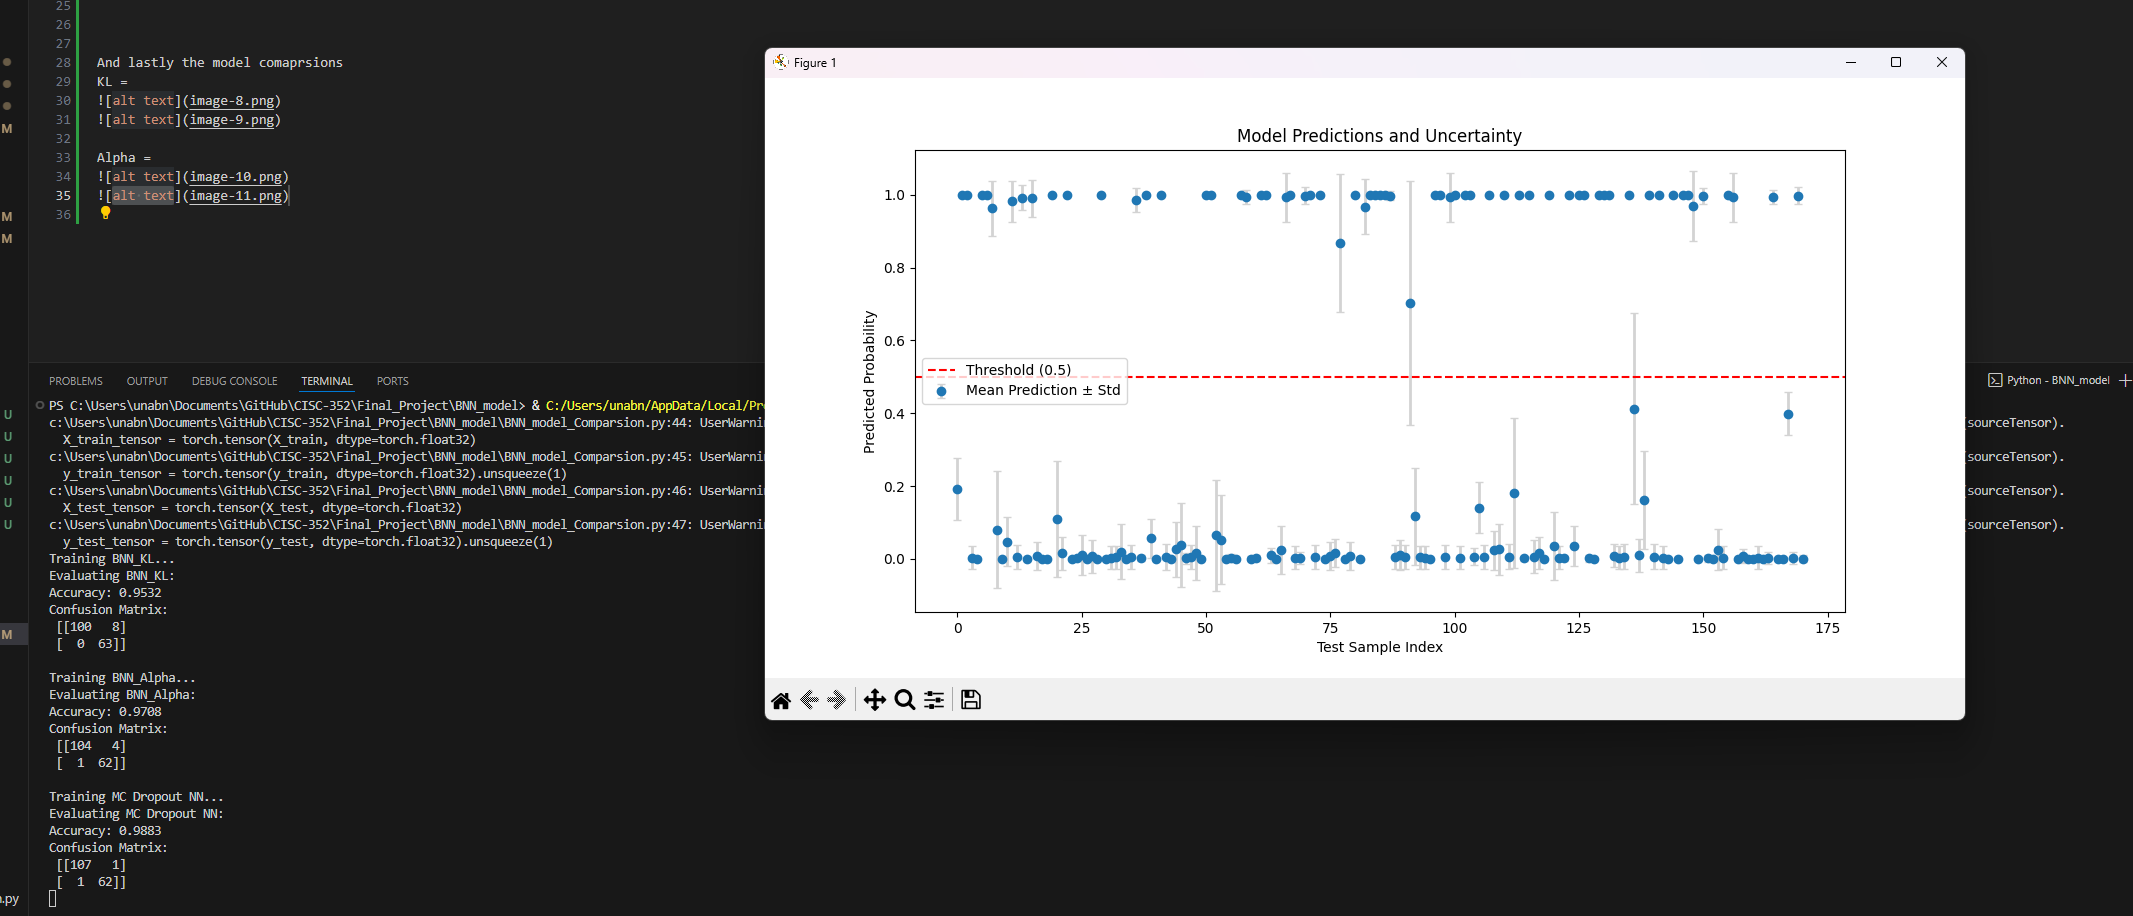 25
26
27
28 And lastly the model comaprsions
29 KL =
30 ![alt text](image-8.png)
31 ![alt text](image-9.png)
32
33 Alpha =
34 ![alt text](image-10.png)
35 ![alt text](image-11.png)
36
M
M
M
U
U
U
U
U
U
M
.py
PROBLEMS OUTPUT DEBUG CONSOLE TERMINAL PORTS
Python - BNN_model
PS C:\Users\unabn\Documents\GitHub\CISC-352\Final_Project\BNN_model> & C:/Users/unabn/AppData/Local/Pr
c:\Users\unabn\Documents\GitHub\CISC-352\Final_Project\BNN_model\BNN_model_Comparsion.py:44: UserWarni
sourceTensor).
X_train_tensor = torch.tensor(X_train, dtype=torch.float32)
c:\Users\unabn\Documents\GitHub\CISC-352\Final_Project\BNN_model\BNN_model_Comparsion.py:45: UserWarni
sourceTensor).
y_train_tensor = torch.tensor(y_train, dtype=torch.float32).unsqueeze(1)
c:\Users\unabn\Documents\GitHub\CISC-352\Final_Project\BNN_model\BNN_model_Comparsion.py:46: UserWarni
sourceTensor).
X_test_tensor = torch.tensor(X_test, dtype=torch.float32)
c:\Users\unabn\Documents\GitHub\CISC-352\Final_Project\BNN_model\BNN_model_Comparsion.py:47: UserWarni
sourceTensor).
y_test_tensor = torch.tensor(y_test, dtype=torch.float32).unsqueeze(1)
Training BNN_KL...
Evaluating BNN_KL:
Accuracy: 0.9532
Confusion Matrix:
[[100 8]
[ 0 63]]
Training BNN_Alpha...
Evaluating BNN_Alpha:
Accuracy: 0.9708
Confusion Matrix:
[[104 4]
[ 1 62]]
Training MC Dropout NN...
Evaluating MC Dropout NN:
Accuracy: 0.9883
Confusion Matrix:
[[107 1]
[ 1 62]]
Figure 1
Model Predictions and Uncertainty
Predicted Probability
1.0
0.8
0.6
0.4
0.2
0.0
Threshold (0.5)
Mean Prediction ± Std
0 25 50 75 100 125 150 175
Test Sample Index